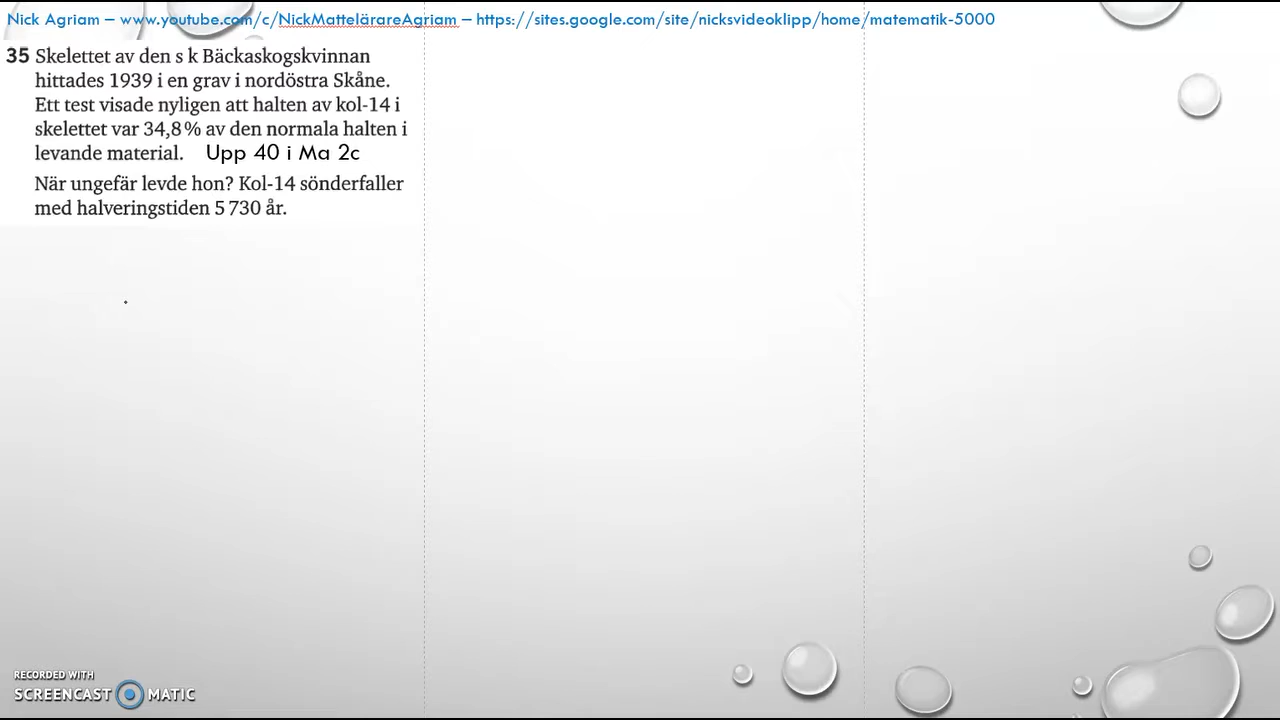 Nick Agriam – www.youtube.com/c/NickMattelärareAgriam – https://sites.google.com/site/nicksvideoklipp/home/matematik-5000
35 Skelettet av den s k Bäckaskogskvinnan
hittades 1939 i en grav i nordöstra Skåne.
Ett test visade nyligen att halten av kol-14 i
skelettet var 34,8 % av den normala halten i
levande material. Upp 40 i Ma 2c
När ungefär levde hon? Kol-14 sönderfaller
med halveringstiden 5 730 år.
RECORDED WITH
SCREENCAST MATIC